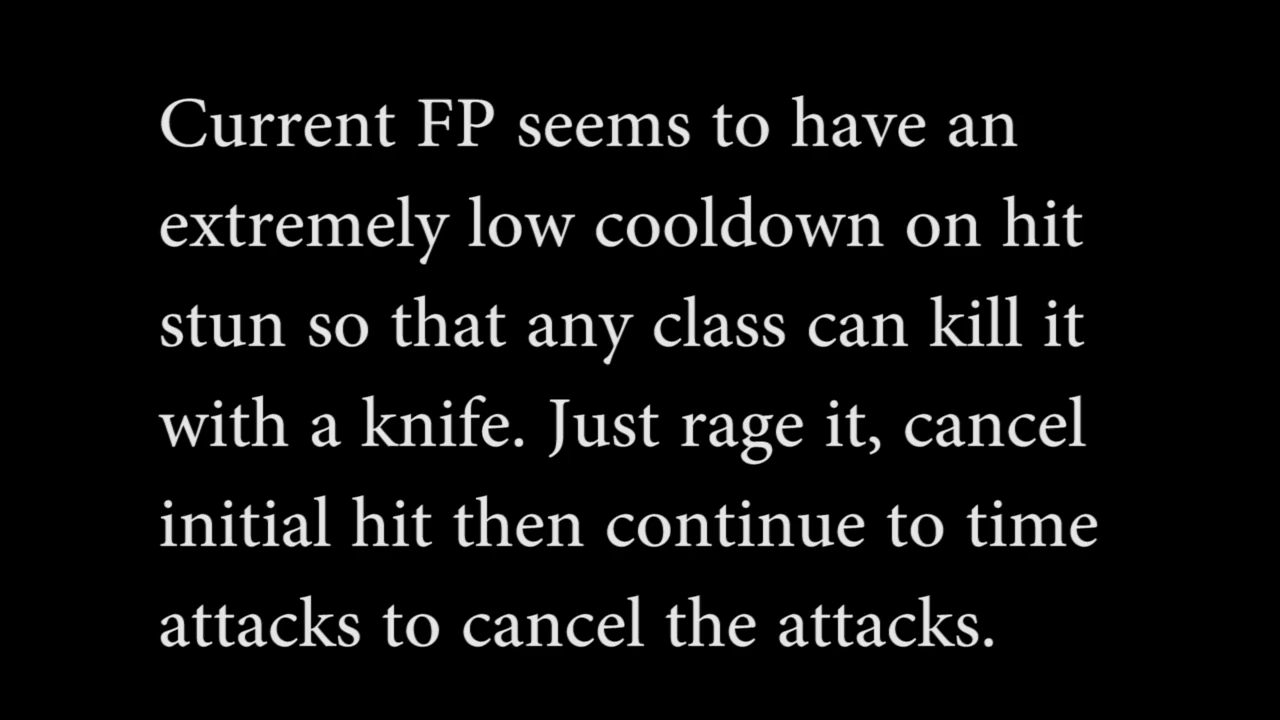 Current FP seems to have an
extremely low cooldown on hit
stun so that any class can kill it
with a knife. Just rage it, cancel
initial hit then continue to time
attacks to cancel the attacks.